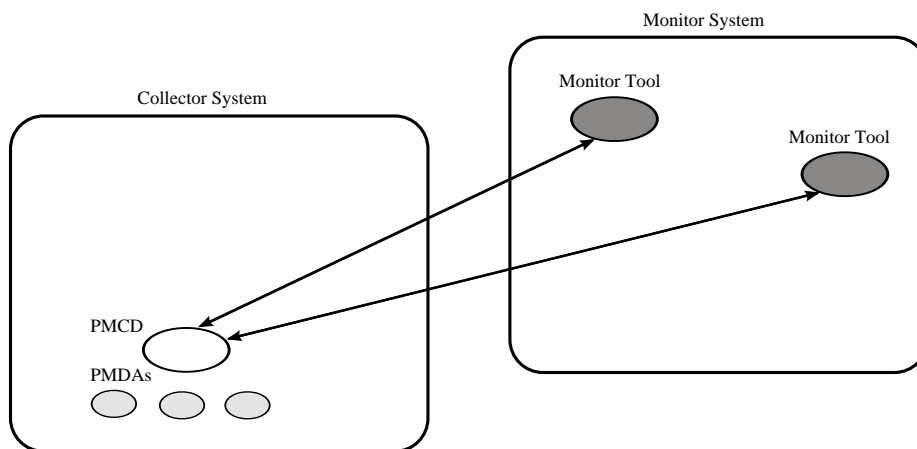 Monitor System
Monitor Tool
Collector System
Monitor Tool
PMCD
PMDAs